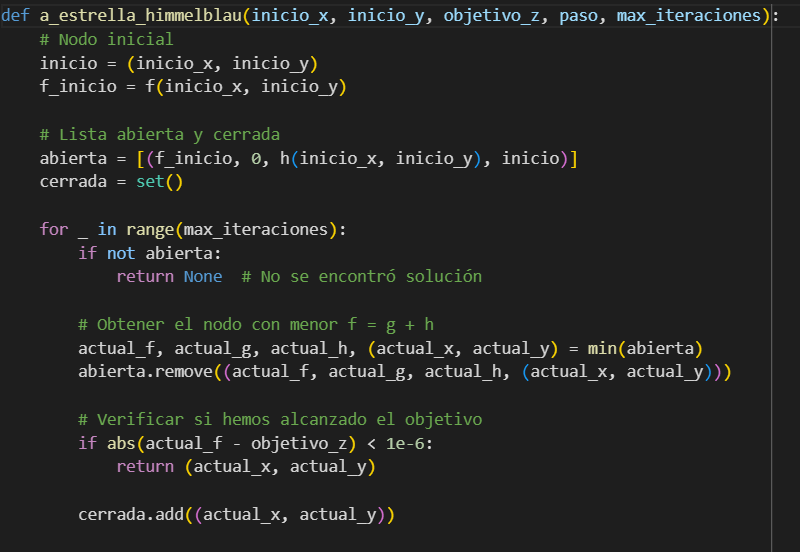 def a_estrella_himmelblau(inicio_x, inicio_y, objetivo_z, paso, max_iteraciones):
    # Nodo inicial
    inicio = (inicio_x, inicio_y)
    f_inicio = f(inicio_x, inicio_y)

    # Lista abierta y cerrada
    abierta = [(f_inicio, 0, h(inicio_x, inicio_y), inicio)]
    cerrada = set()

    for _ in range(max_iteraciones):
        if not abierta:
            return None  # No se encontró solución

        # Obtener el nodo con menor f = g + h
        actual_f, actual_g, actual_h, (actual_x, actual_y) = min(abierta)
        abierta.remove((actual_f, actual_g, actual_h, (actual_x, actual_y)))

        # Verificar si hemos alcanzado el objetivo
        if abs(actual_f - objetivo_z) < 1e-6:
            return (actual_x, actual_y)

        cerrada.add((actual_x, actual_y))